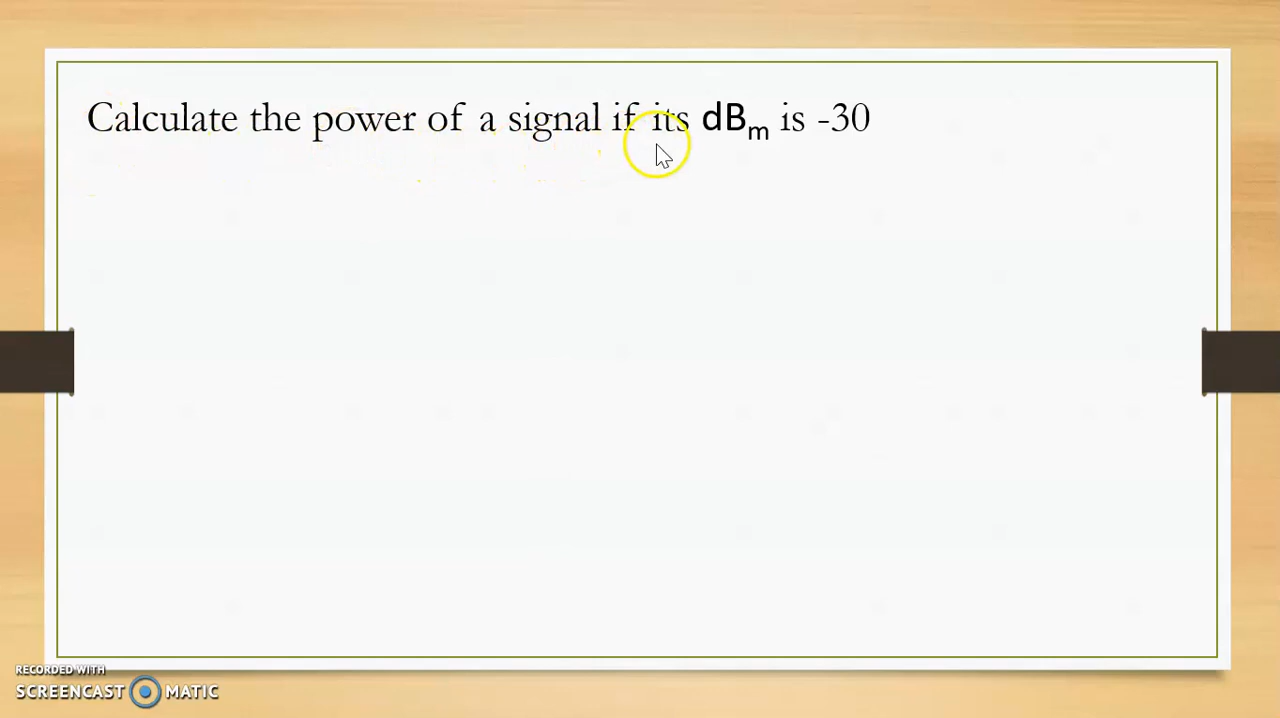 Calculate the power of a signal if its dBm is -30
RECORDED WITH
SCREENCAST MATIC